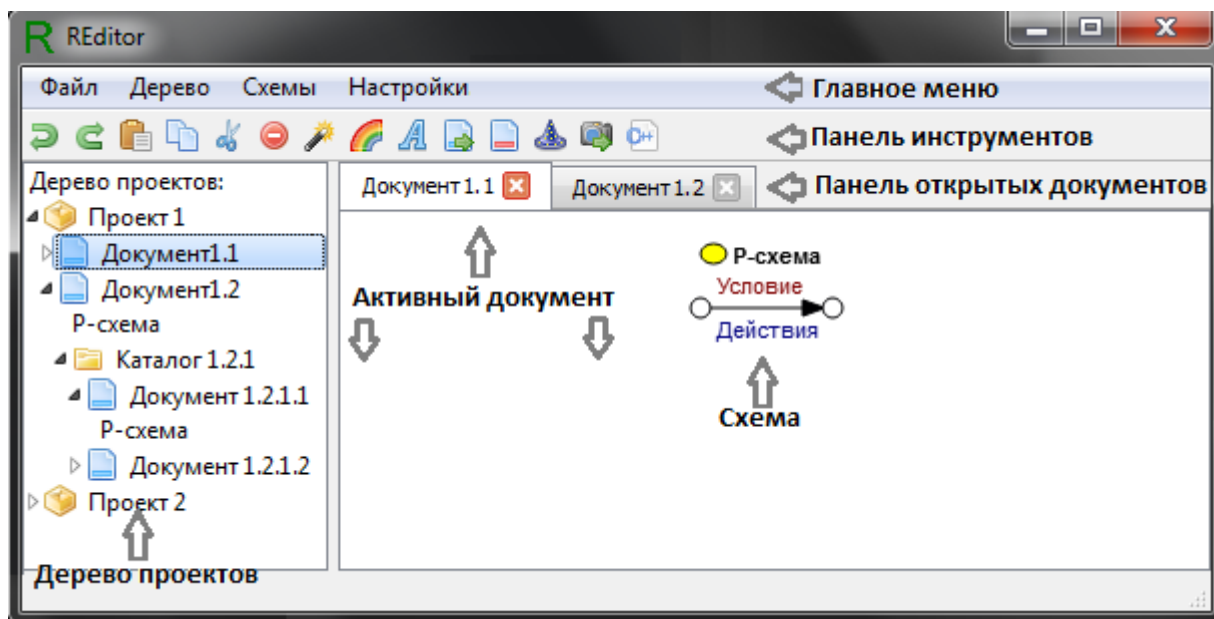 REditor
Файл Дерево Схемы Настройки Главное меню
Панель инструментов
Дерево проектов:
Документ 1.1 Документ 1.2 Панель открытых документов
Проект 1
Документ1.1
Документ1.2
Р-схема
Каталог 1.2.1
Документ 1.2.1.1
Р-схема
Документ 1.2.1.2
Проект 2
Дерево проектов
Активный документ
Р-схема
Условие
Действия
Схема